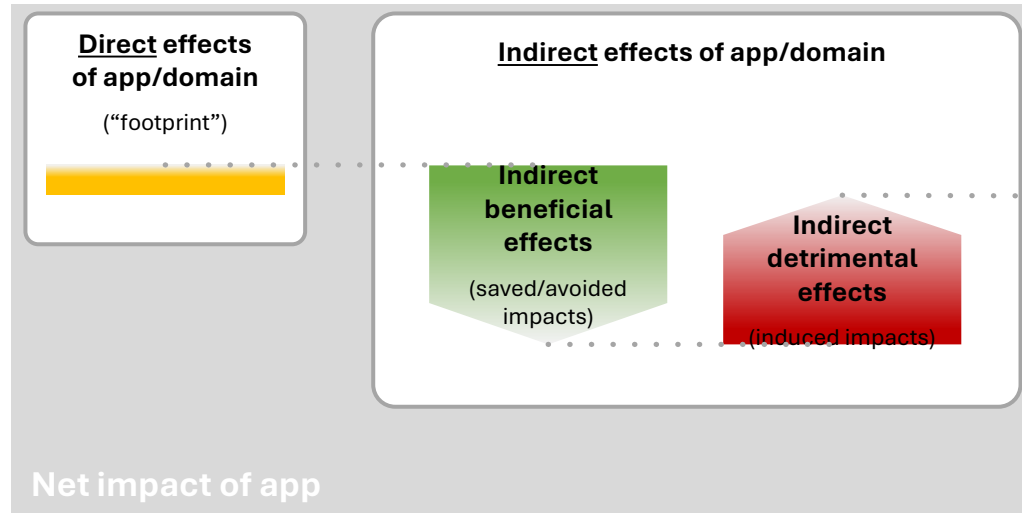 Direct effects
of app/domain
(“footprint”)
Indirect effects of app/domain
Indirect
beneficial
effects
(saved/avoided
impacts)
Indirect
detrimental
effects
(induced impacts)
Net impact of app